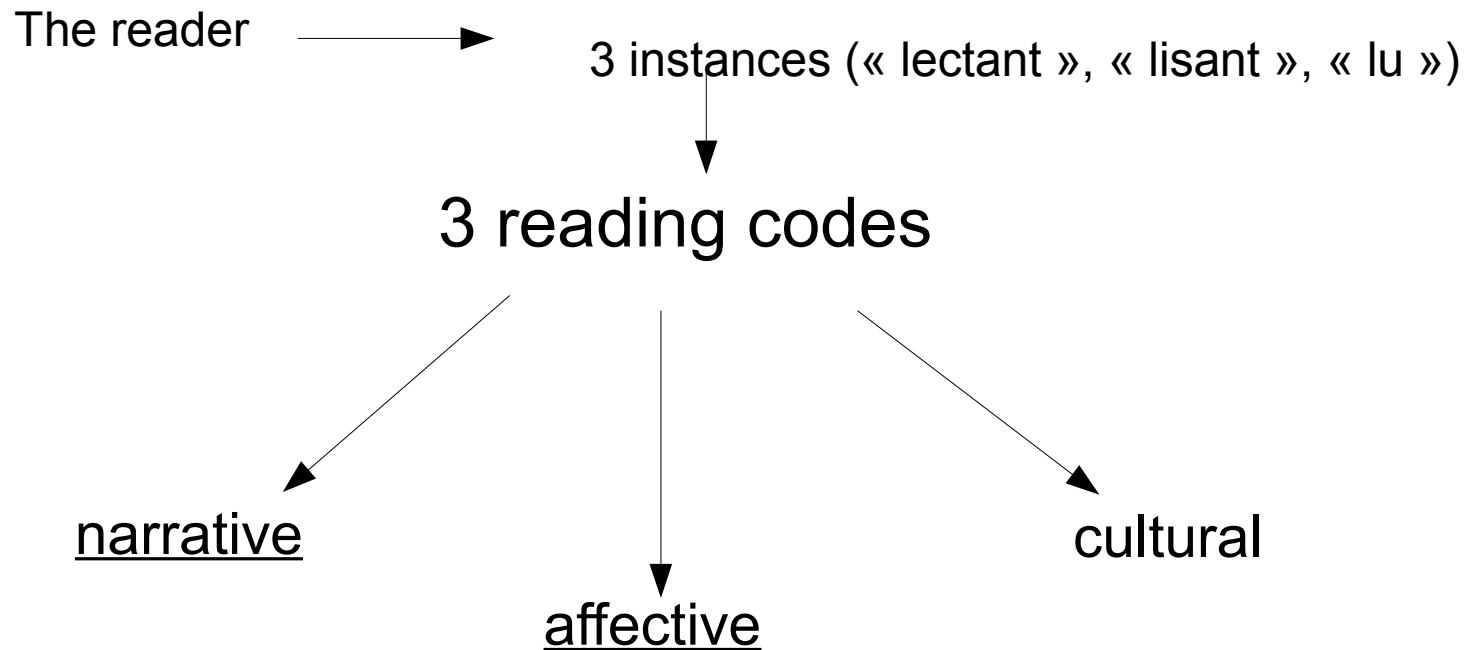 The reader
3 instances (« lectant », « lisant », « lu »)
3 reading codes
narrative
cultural
affective